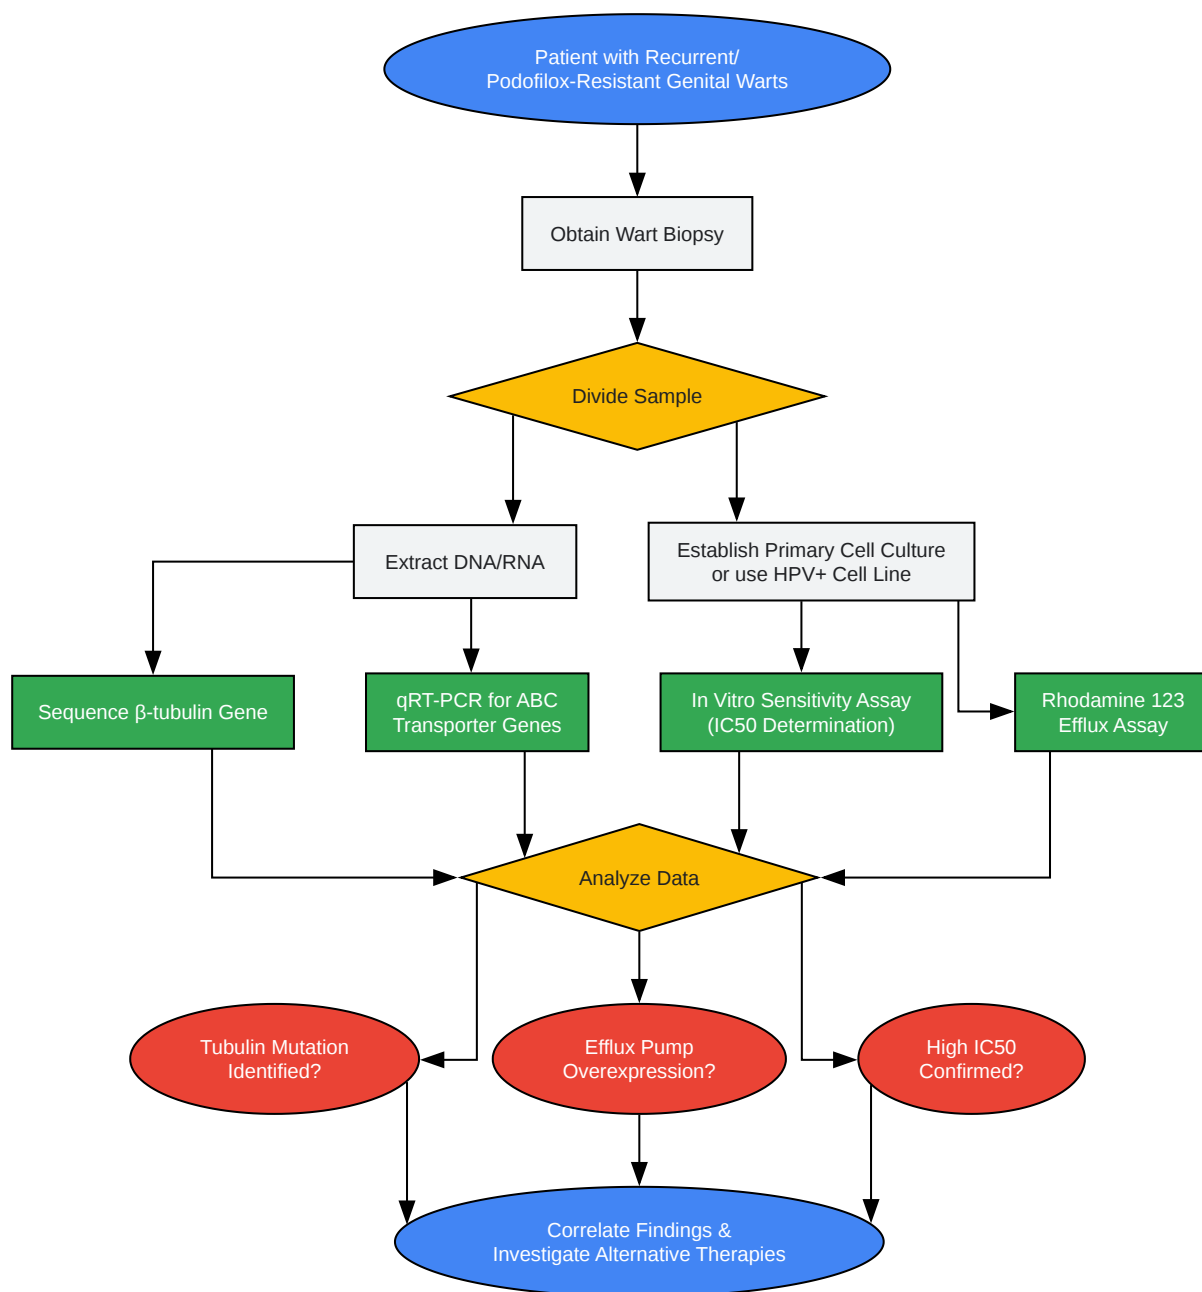 Patient with Recurrent/
Podofilox-Resistant Genital Warts
Obtain Wart Biopsy
Divide Sample
Extract DNA/RNA
Establish Primary Cell Culture
or use HPV+ Cell Line
Sequence β-tubulin Gene
qRT-PCR for ABC
Transporter Genes
In Vitro Sensitivity Assay
(IC50 Determination)
Rhodamine 123
Efflux Assay
Analyze Data
Tubulin Mutation
Identified?
Efflux Pump
Overexpression?
High IC50
Confirmed?
Correlate Findings &
Investigate Alternative Therapies